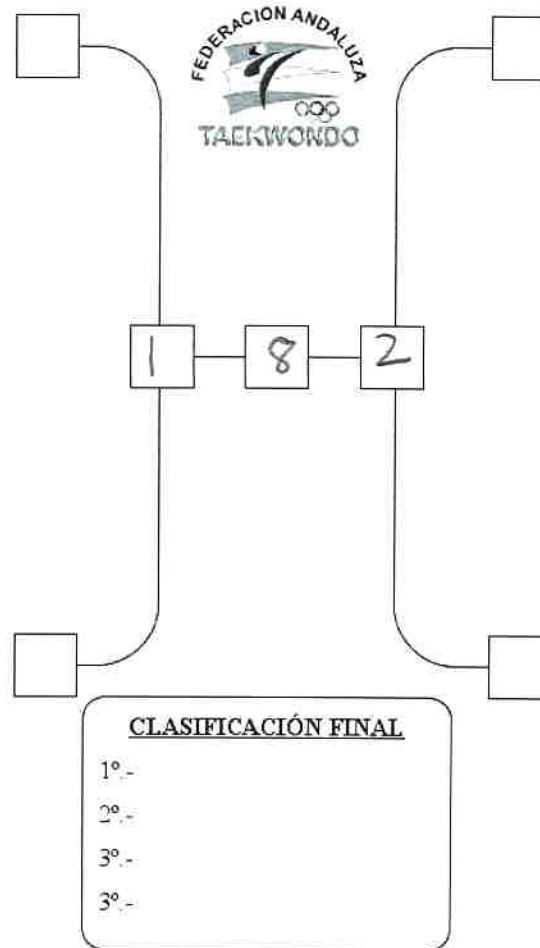 FEDERACION ANDALUZA
TAEKWONDO
1 8 2
CLASIFICACIÓN FINAL
1º.-
2º.-
3º.-
3º.-